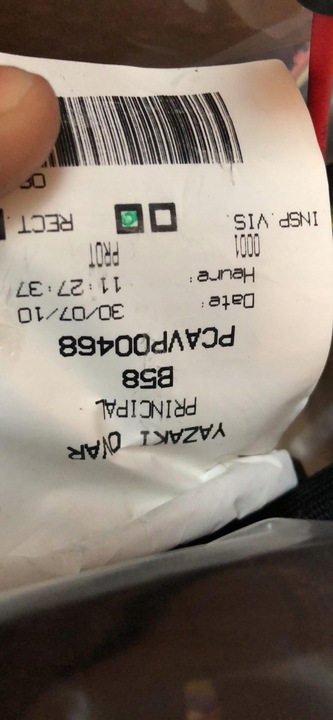 YAZAKI OVAR
PRINCIPAL
B58
PCAVP00468
Date: 30/07/10
Heure: 11:27:37
0001 PROT
INSP.VIS. RECT.